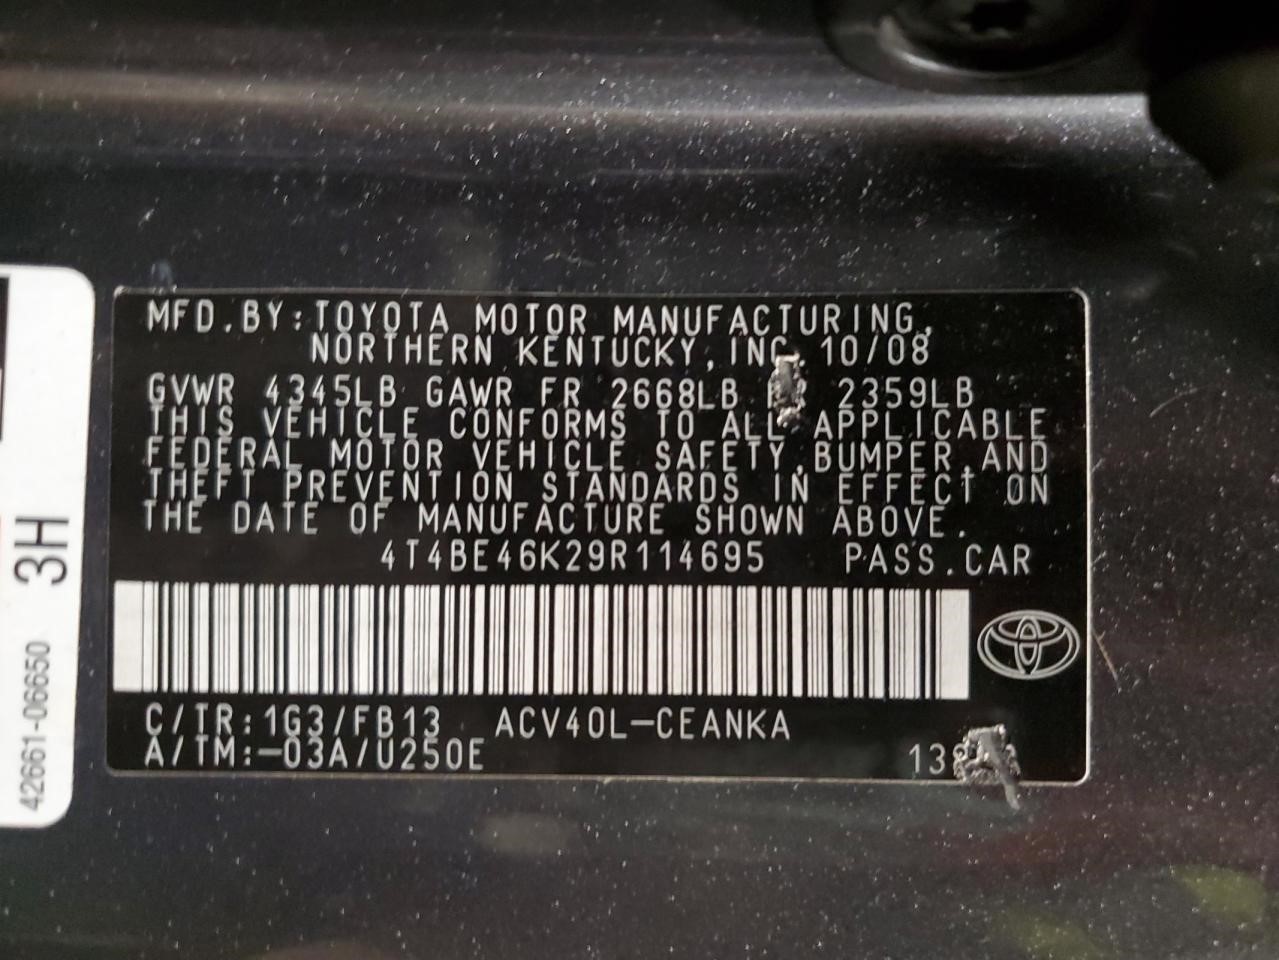 MFD.BY:TOYOTA MOTOR MANUFACTURING,
NORTHERN KENTUCKY,INC. 10/08
GVWR 4345LB GAWR FR 2668LB 2359LB
THIS VEHICLE CONFORMS TO ALL APPLICABLE
FEDERAL MOTOR VEHICLE SAFETY,BUMPER,AND
THEFT PREVENTION STANDARDS IN EFFECT ON
THE DATE OF MANUFACTURE SHOWN ABOVE.
4T4BE46K29R114695 PASS.CAR
C/TR:1G3/FB13 ACV40L-CEANKA
A/TM:-03A/U250E
3H
42661-06650